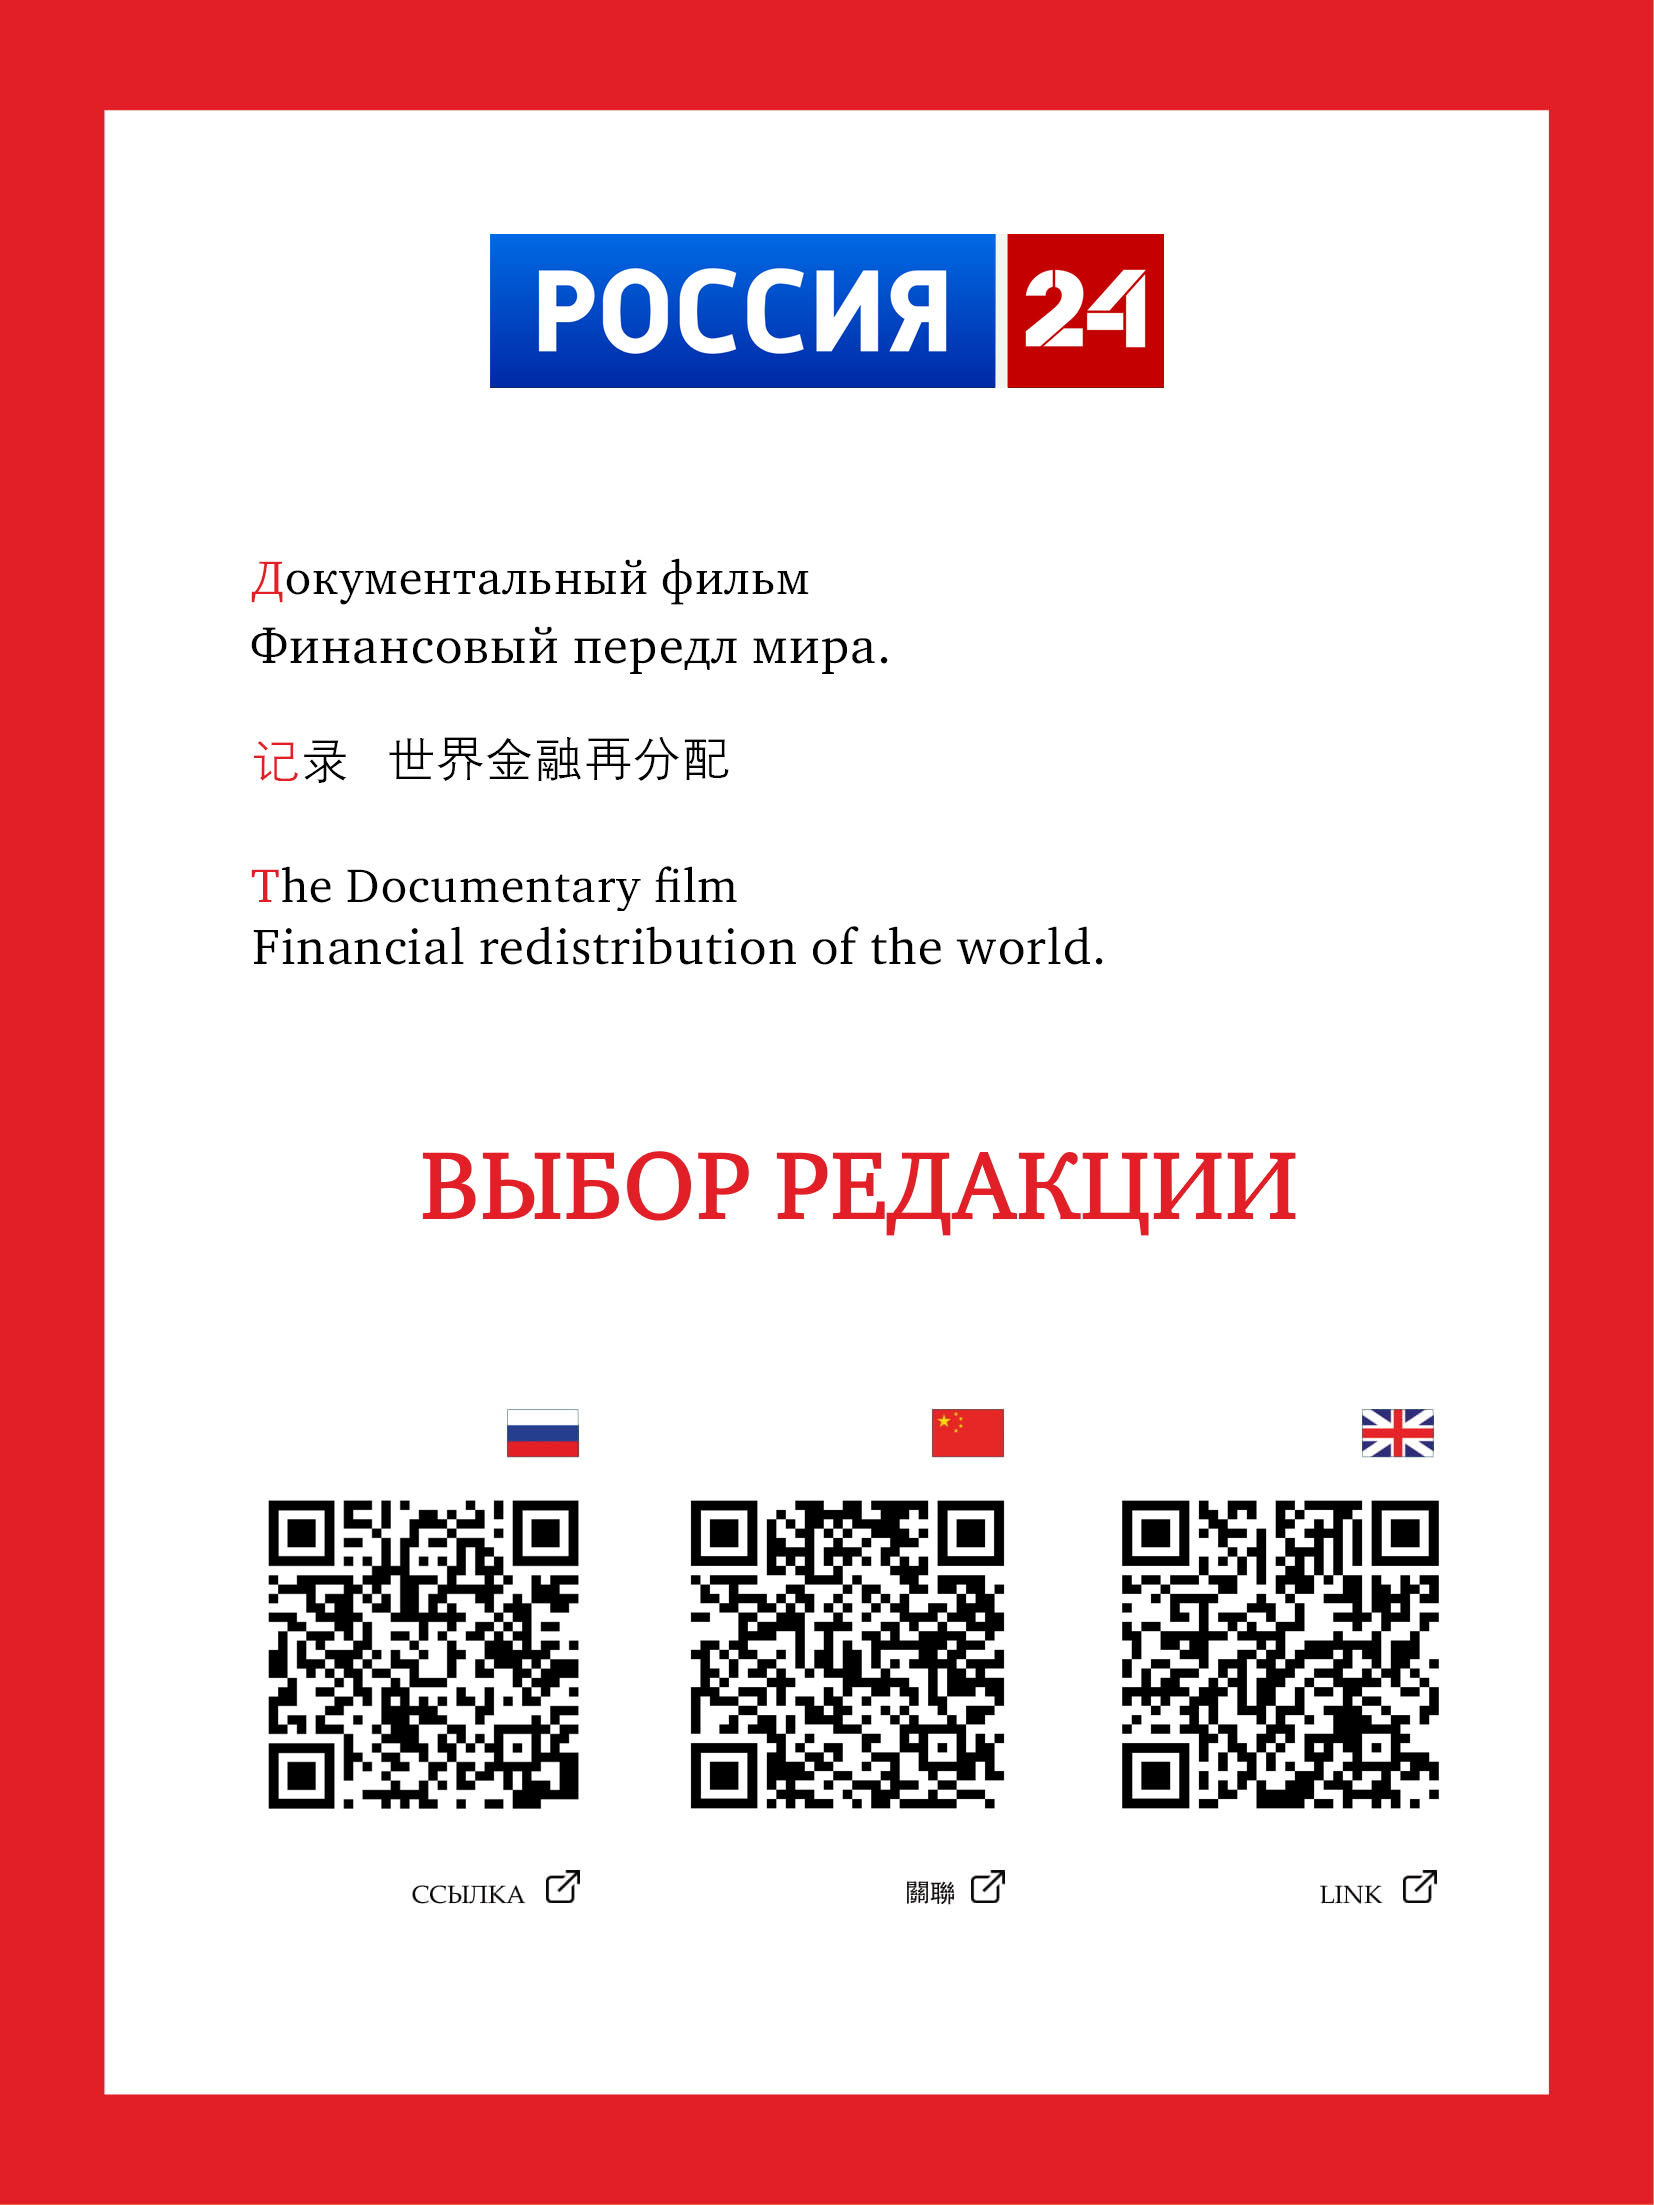 РОССИЯ 24
Документальный фильм
Финансовый передл мира.
记录 世界金融再分配
The Documentary film
Financial redistribution of the world.
ВЫБОР РЕДАКЦИИ
ССЫЛКА
關聯
LINK